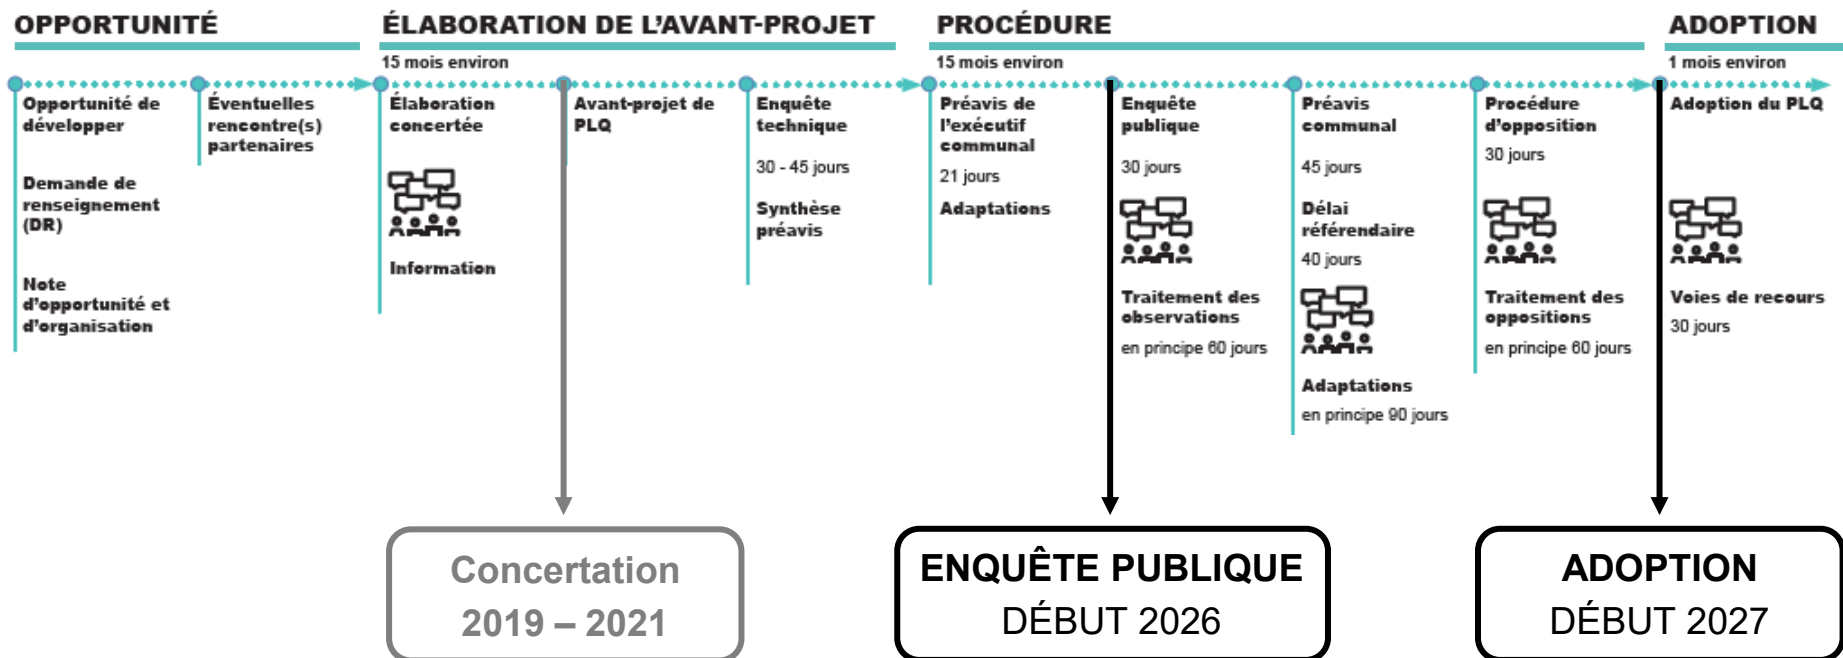 OPPORTUNITÉ
ÉLABORATION DE L'AVANT-PROJET
15 mois environ
PROCÉDURE
15 mois environ
ADOPTION
1 mois environ
Opportunité de
développer
Demande de
renseignement
(DR)
Note
d'opportunité et
d'organisation
Éventuelles
rencontre(s)
partenaires
Élaboration
concertée
Information
Avant-projet de
PLQ
Enquête
technique
30 - 45 jours
Synthèse
préavis
Préavis de
l'exécutif
communal
21 jours
Adaptations
Enquête
publique
30 jours
Traitement des
observations
en principe 60 jours
Préavis
communal
45 jours
Délai
référendaire
40 jours
Adaptations
en principe 90 jours
Procédure
d'opposition
30 jours
Traitement des
oppositions
en principe 60 jours
Adoption du PLQ
Voies de recours
30 jours
Concertation
2019 – 2021
ENQUÊTE PUBLIQUE
DÉBUT 2026
ADOPTION
DÉBUT 2027